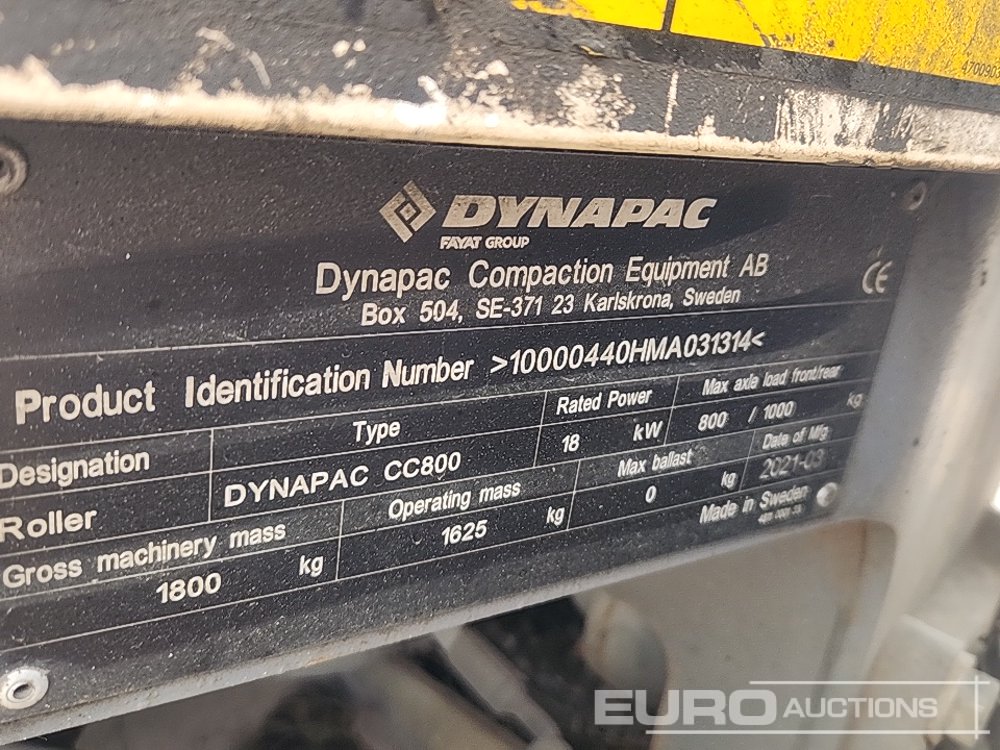 470090
DYNAPAC
FAYAT GROUP
Dynapac Compaction Equipment AB
Box 504, SE-371 23 Karlskrona, Sweden
CE
Product Identification Number >10000440HMA031314<
Designation Type Rated Power Max axle load front/rear
Roller DYNAPAC CC800 18 kW 800 / 1000 kg
Gross machinery mass Operating mass Max ballast Date of Mfg
1800 kg 1625 kg 0 kg 2021-03
Made in Sweden
EURO AUCTIONS